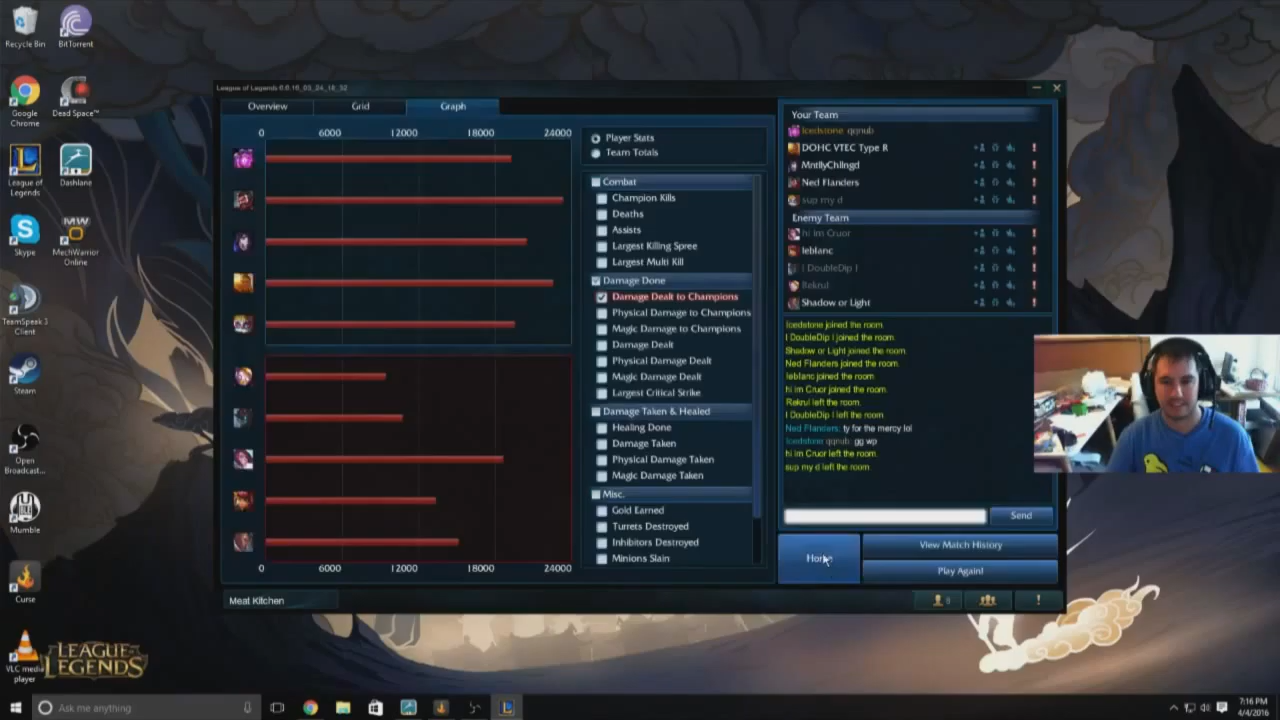 Recycle Bin
BitTorrent
Google Chrome
Dead Space™
League of Legends
Dashlane
Skype
MechWarrior Online
TeamSpeak 3 Client
Steam
Open Broadcast...
Mumble
Curse
VLC media player
LEAGUE OF LEGENDS
Overview
Grid
Graph
0 6000 12000 18000 24000
0 6000 12000 18000 24000
Player Stats
Team Totals
Combat
Champion Kills
Deaths
Assists
Largest Killing Spree
Largest Multi Kill
Damage Done
Damage Dealt to Champions
Physical Damage to Champions
Magic Damage to Champions
Damage Dealt
Physical Damage Dealt
Magic Damage Dealt
Largest Critical Strike
Damage Taken & Healed
Healing Done
Damage Taken
Physical Damage Taken
Magic Damage Taken
Misc.
Gold Earned
Turrets Destroyed
Inhibitors Destroyed
Minions Slain
Your Team
Icedstone qqnub
DOHC VTEC Type R
MntllyChllngd
Ned Flanders
sup my d
Enemy Team
hi im Cruor
leblanc
I DoubleDip I
Rekrul
Shadow or Light
Icedstone joined the room.
I DoubleDip I joined the room.
Shadow or Light joined the room.
Ned Flanders joined the room.
leblanc joined the room.
hi im Cruor joined the room.
Rekrul left the room.
I DoubleDip I left the room.
Ned Flanders: ty for the mercy lol
Icedstone qqnub: gg wp
hi im Cruor left the room.
sup my d left the room.
Send
Home
View Match History
Play Again!
Meat Kitchen
Ask me anything
7:16 PM
4/4/2016